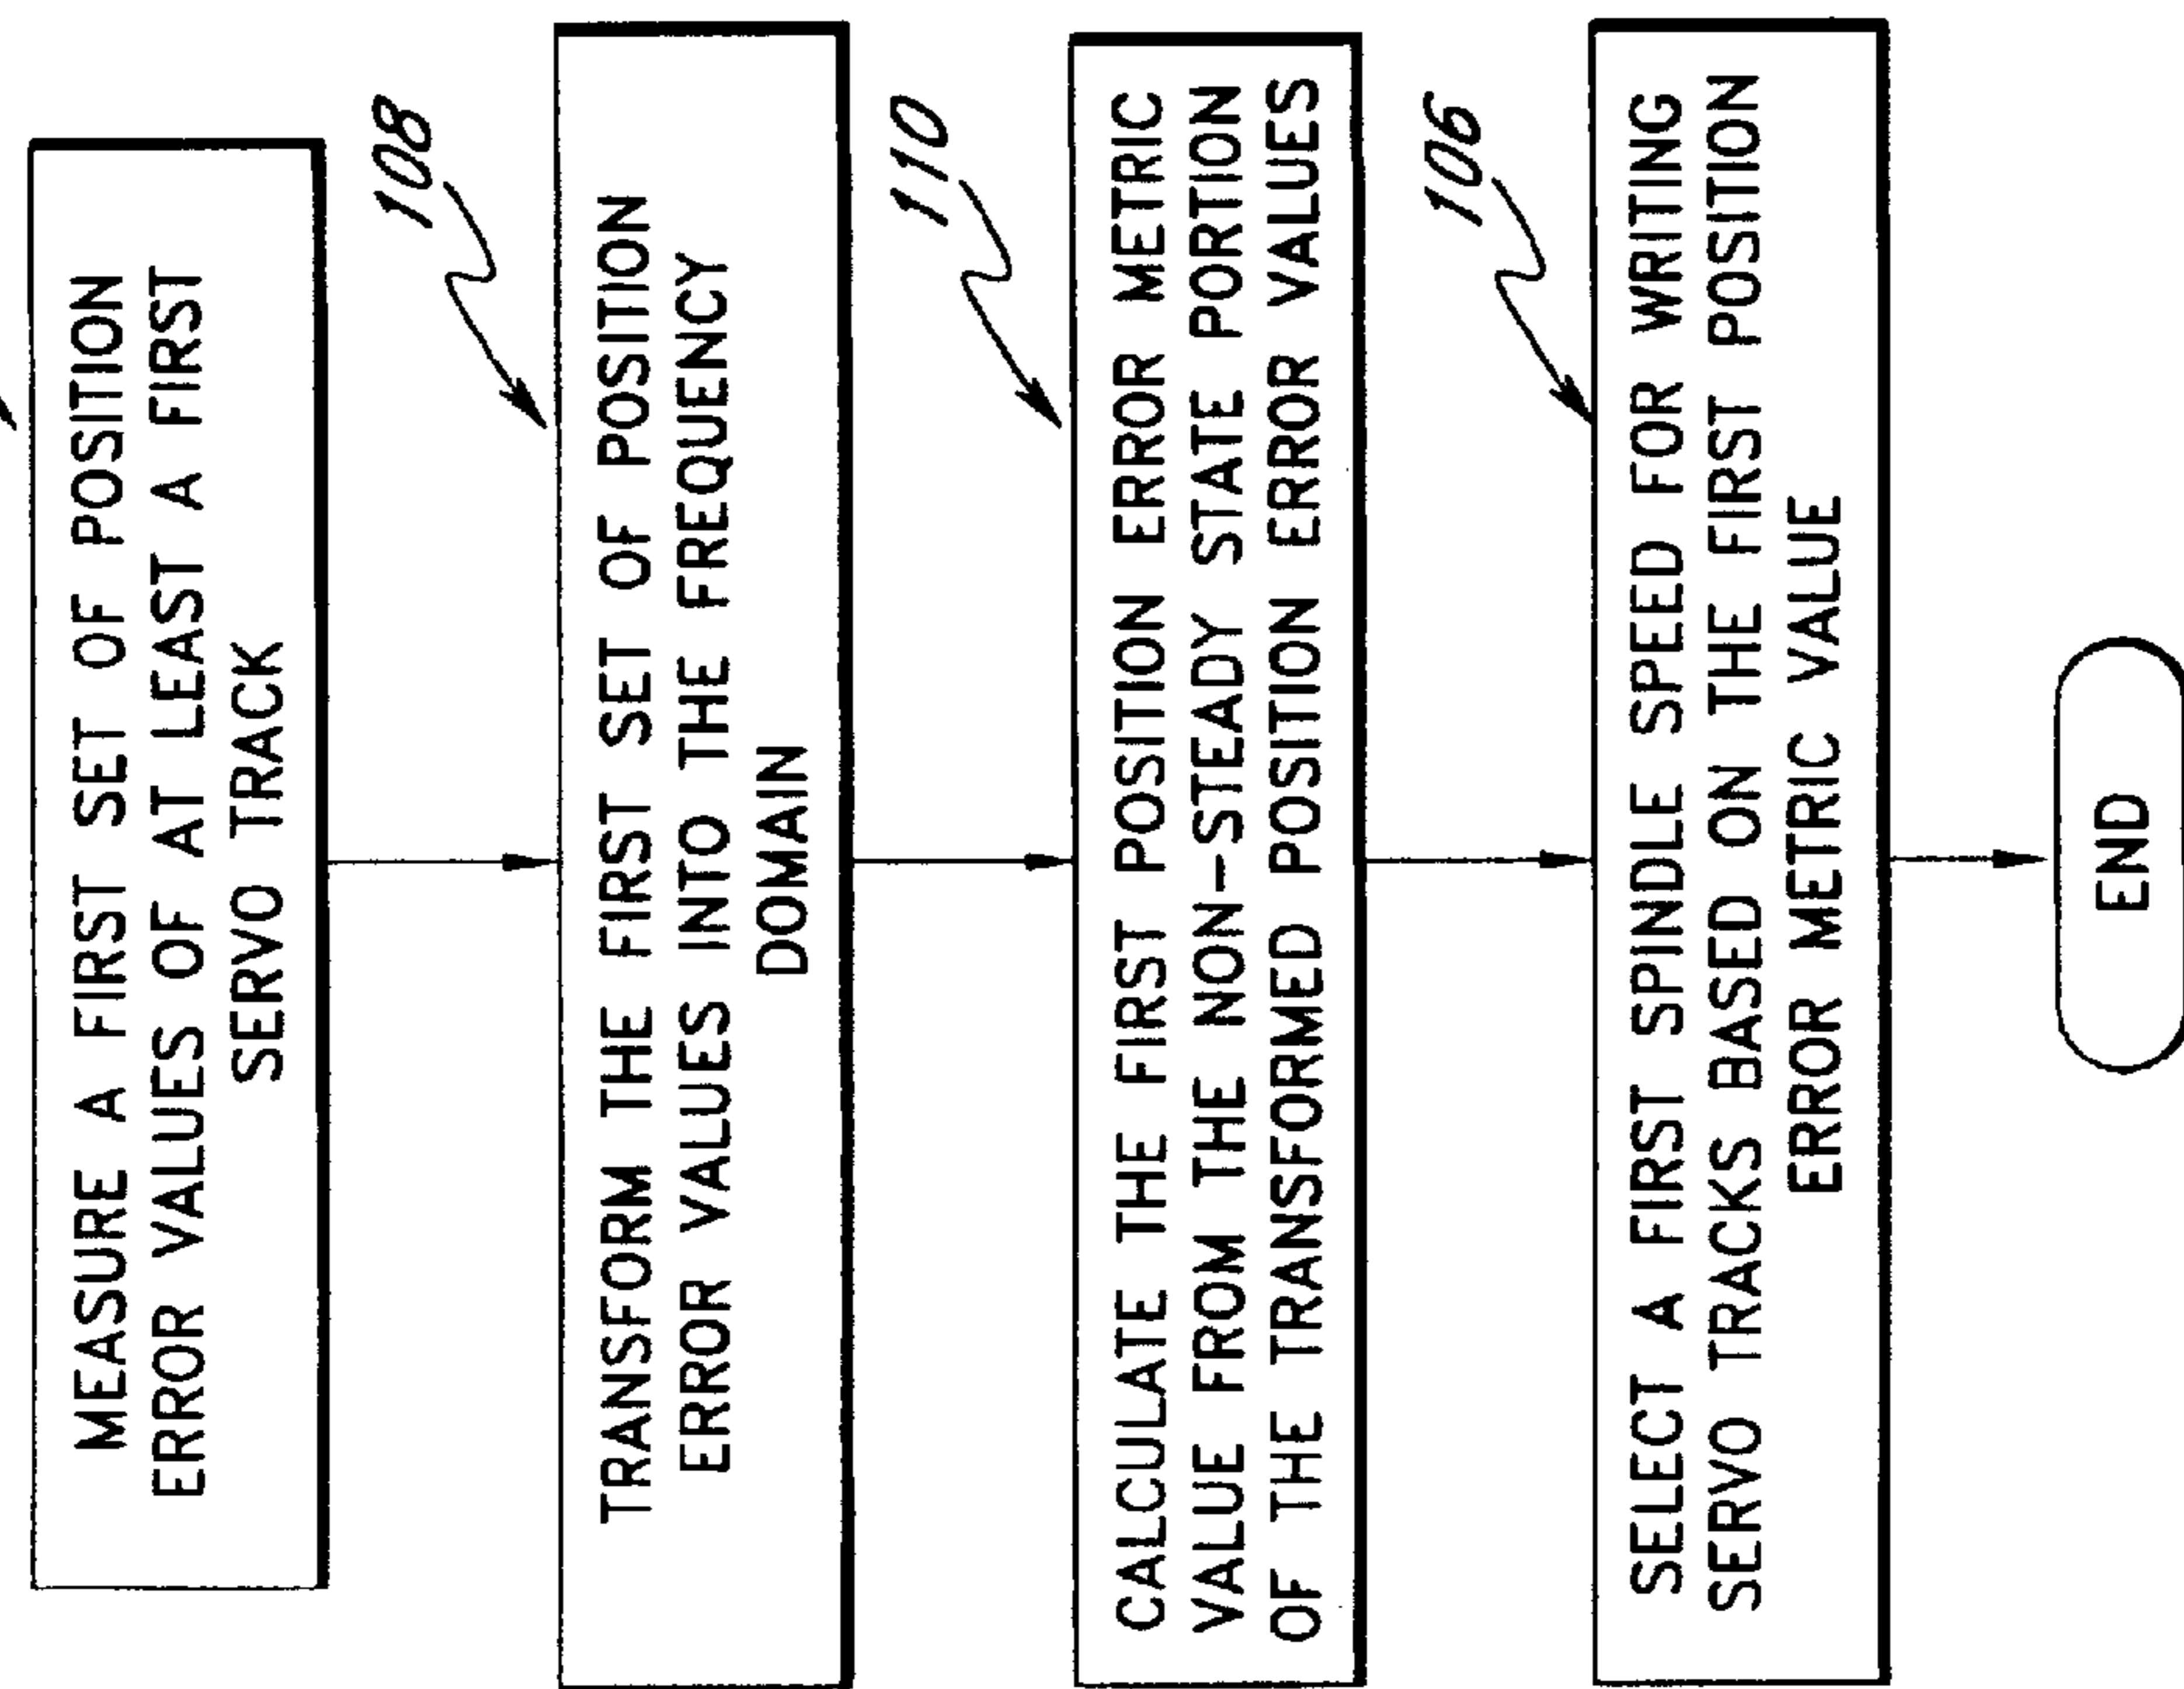 MEASURE A FIRST SET OF POSITION
ERROR VALUES OF AT LEAST A FIRST
SERVO TRACK
108
TRANSFORM THE FIRST SET OF POSITION
ERROR VALUES INTO THE FREQUENCY
DOMAIN
110
CALCULATE THE FIRST POSITION ERROR METRIC
VALUE FROM THE NON-STEADY STATE PORTION
OF THE TRANSFORMED POSITION ERROR VALUES
106
SELECT A FIRST SPINDLE SPEED FOR WRITING
SERVO TRACKS BASED ON THE FIRST POSITION
ERROR METRIC VALUE
END